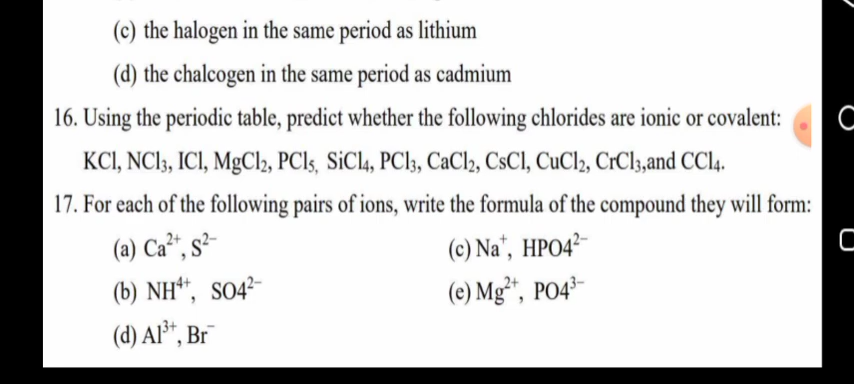 (c) the halogen in the same period as lithium
(d) the chalcogen in the same period as cadmium
16. Using the periodic table, predict whether the following chlorides are ionic or covalent:
KCl, NCl₃, ICl, MgCl₂, PCl₅, SiCl₄, PCl₃, CaCl₂, CsCl, CuCl₂, CrCl₃,and CCl₄.
17. For each of the following pairs of ions, write the formula of the compound they will form:
(a) Ca²⁺, S²⁻ (c) Na⁺, HPO4²⁻
(b) NH⁴⁺, SO4²⁻ (e) Mg²⁺, PO4³⁻
(d) Al³⁺, Br⁻